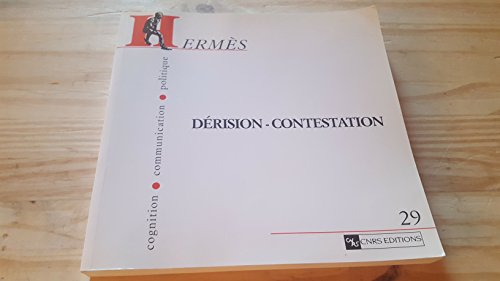 HERMÈS
cognition • communication • politique
DÉRISION - CONTESTATION
29
CNRS EDITIONS